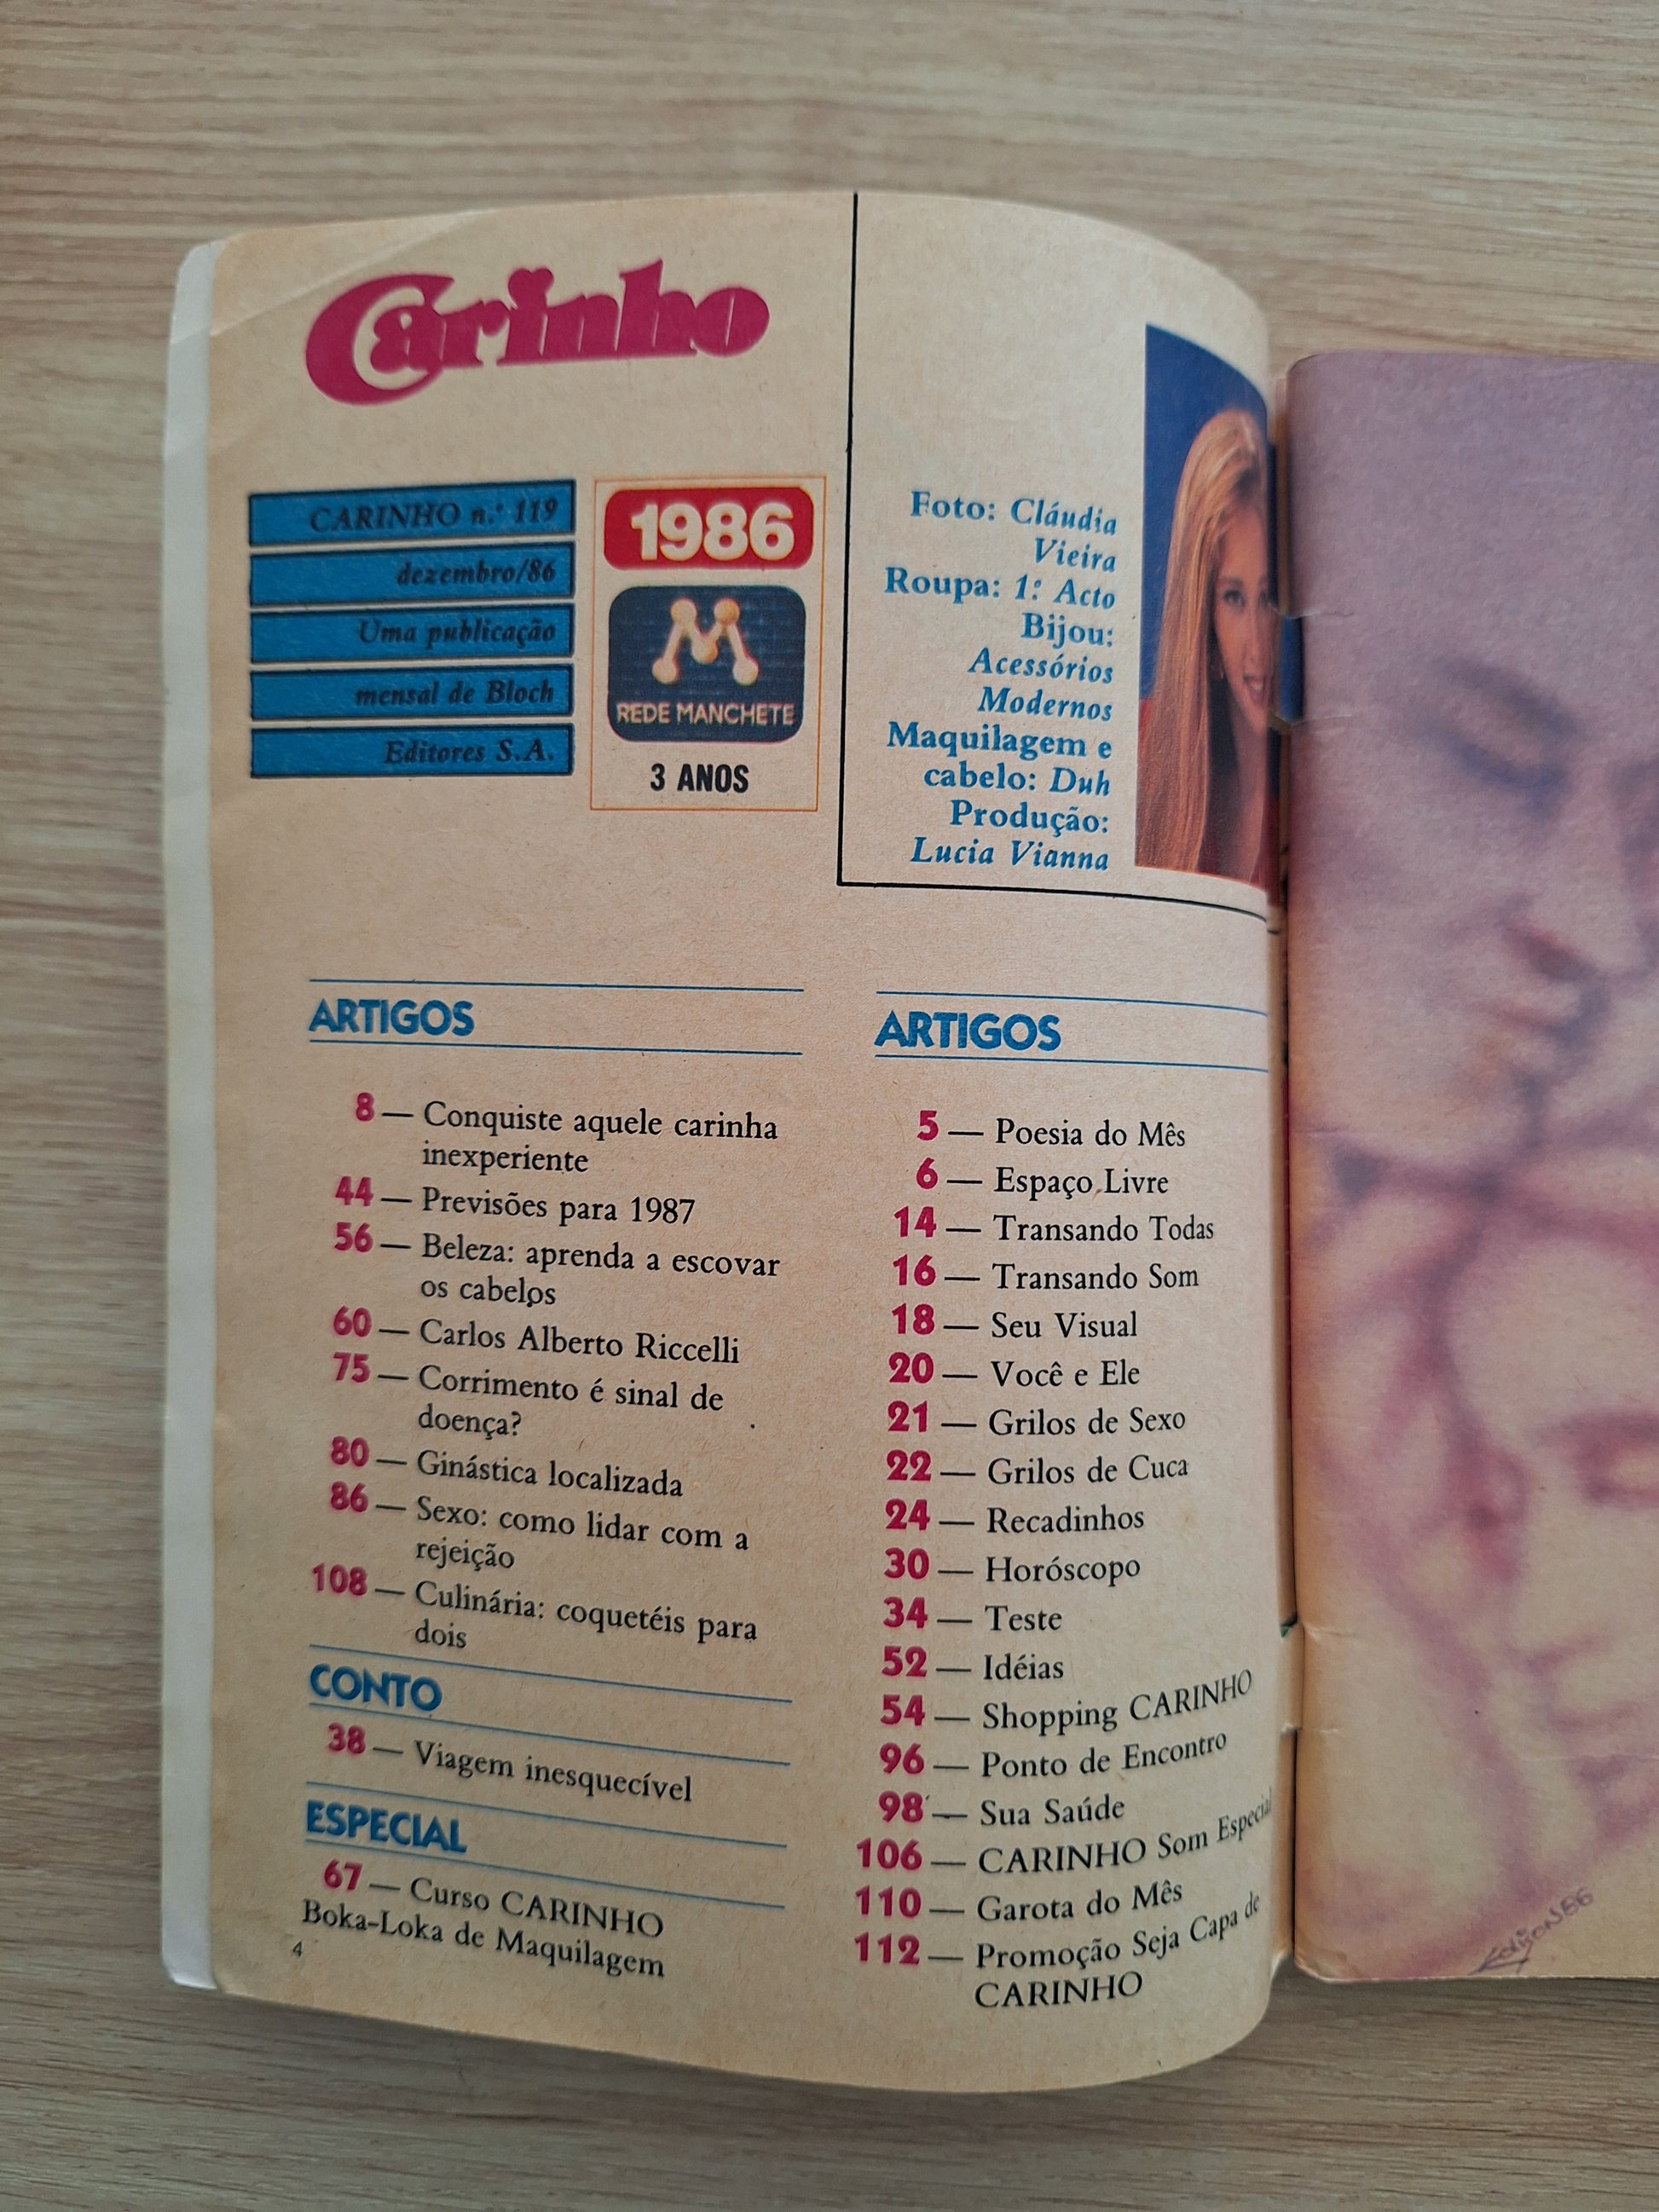 Carinho
CARINHO n.º 119
dezembro/86
Uma publicação
mensal de Bloch
Editores S.A.
1986
REDE MANCHETE
3 ANOS
Foto: Cláudia
Vieira
Roupa: 1º Acto
Bijou:
Acessórios
Modernos
Maquilagem e
cabelo: Duh
Produção:
Lucia Vianna
ARTIGOS
8 — Conquiste aquele carinha
inexperiente
44 — Previsões para 1987
56 — Beleza: aprenda a escovar
os cabelos
60 — Carlos Alberto Riccelli
75 — Corrimento é sinal de
doença?
80 — Ginástica localizada
86 — Sexo: como lidar com a
rejeição
108 — Culinária: coquetéis para
dois
CONTO
38 — Viagem inesquecível
ESPECIAL
67 — Curso CARINHO
Boka-Loka de Maquilagem
4
ARTIGOS
5 — Poesia do Mês
6 — Espaço Livre
14 — Transando Todas
16 — Transando Som
18 — Seu Visual
20 — Você e Ele
21 — Grilos de Sexo
22 — Grilos de Cuca
24 — Recadinhos
30 — Horóscopo
34 — Teste
52 — Idéias
54 — Shopping CARINHO
96 — Ponto de Encontro
98 — Sua Saúde
106 — CARINHO Som Especial
110 — Garota do Mês
112 — Promoção Seja Capa de
CARINHO
Edison 86